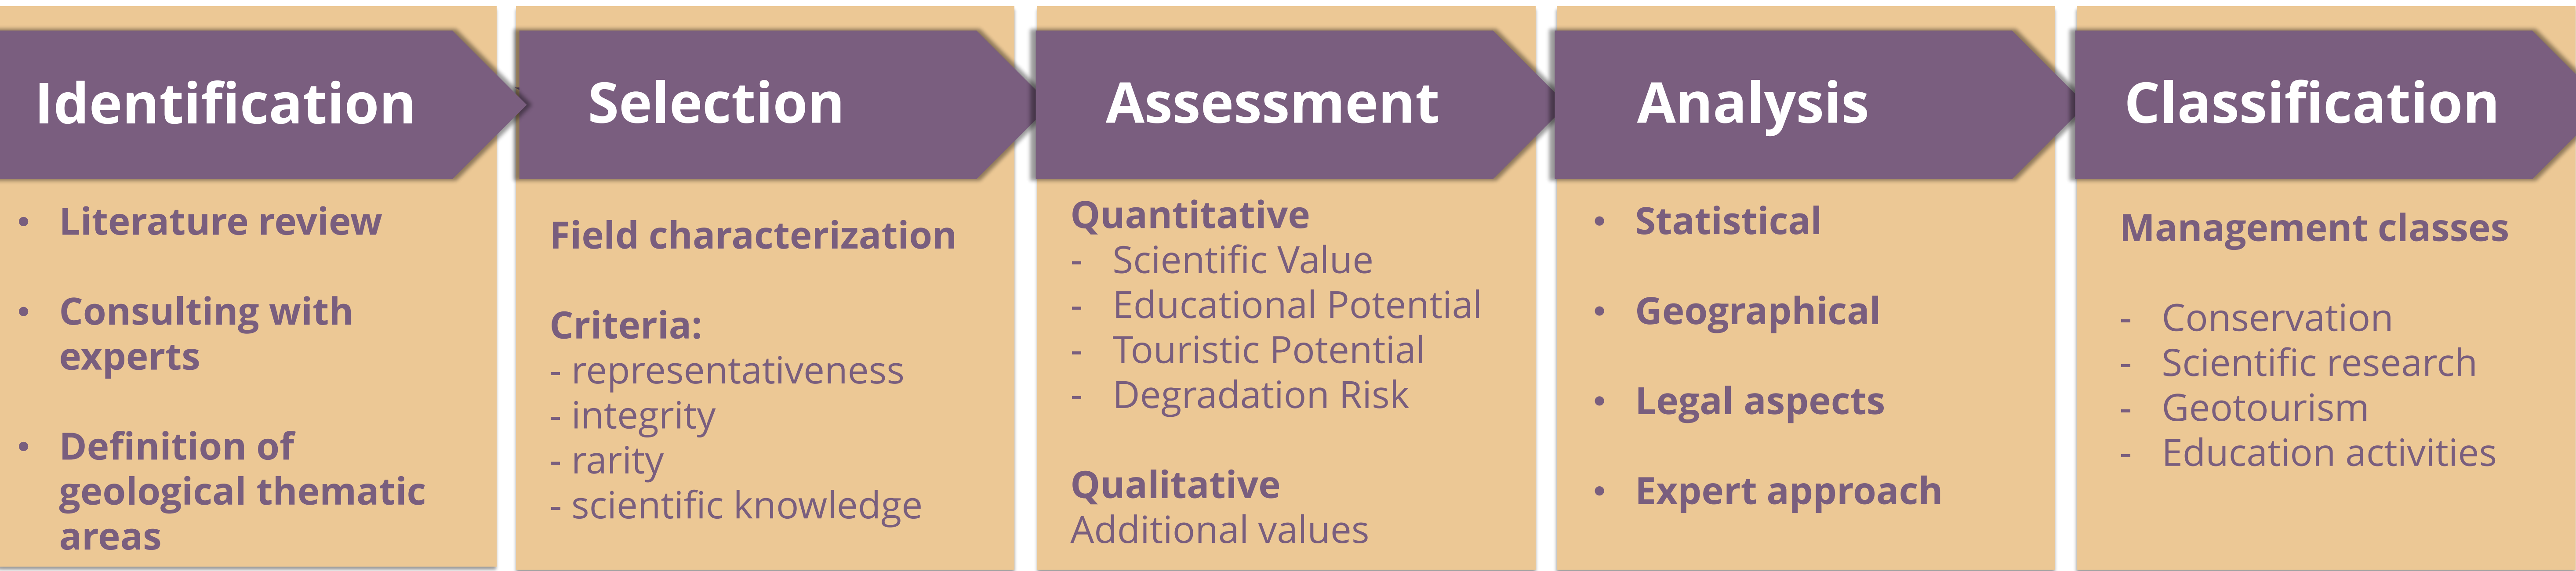 Identification
• Literature review
• Consulting with
experts
• Definition of
geological thematic
areas
Selection
Field characterization
Criteria:
- representativeness
- integrity
- rarity
- scientific knowledge
Assessment
Quantitative
- Scientific Value
- Educational Potential
- Touristic Potential
- Degradation Risk
Qualitative
Additional values
Analysis
• Statistical
• Geographical
• Legal aspects
• Expert approach
Classification
Management classes
- Conservation
- Scientific research
- Geotourism
- Education activities